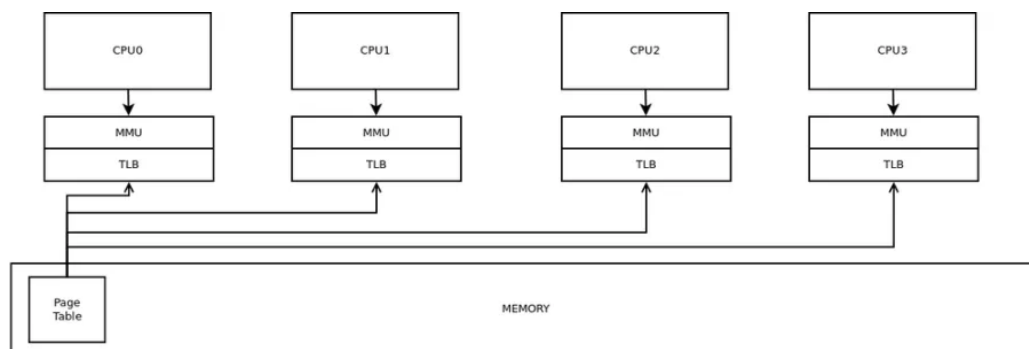 CPU0
CPU1
CPU2
CPU3
MMU
MMU
MMU
MMU
TLB
TLB
TLB
TLB
Page
Table
MEMORY